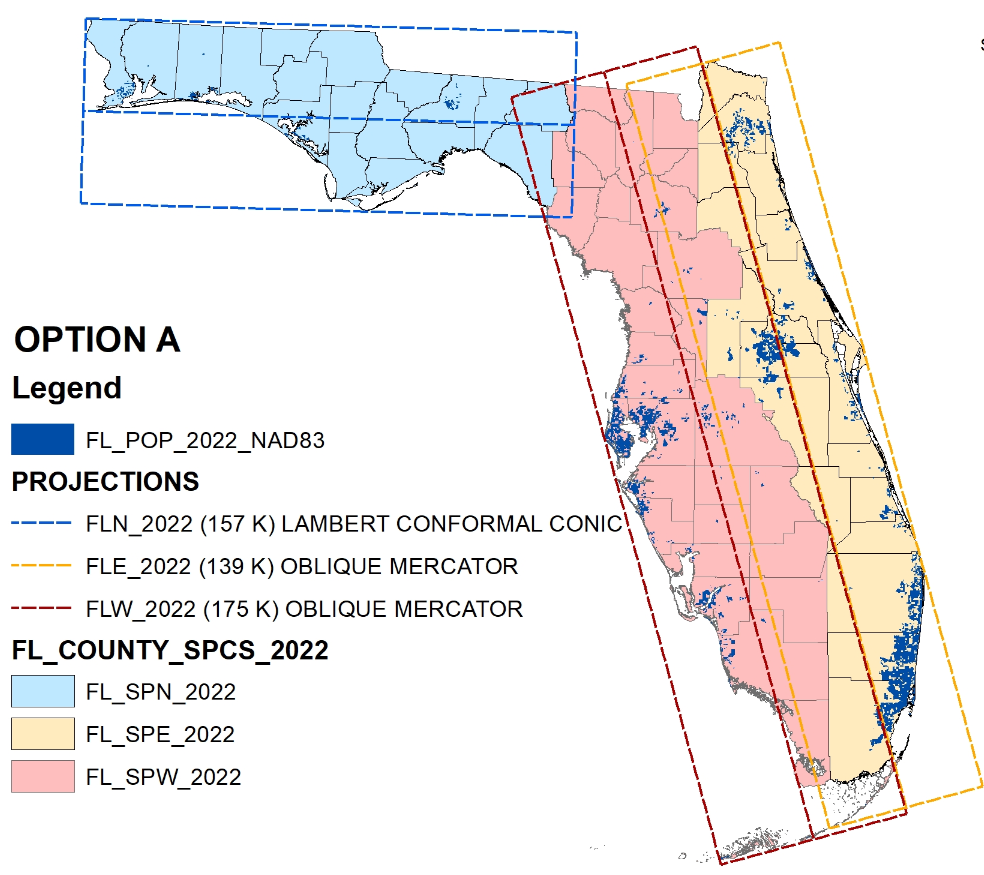 OPTION A
Legend
FL_POP_2022_NAD83
PROJECTIONS
FLN_2022 (157 K) LAMBERT CONFORMAL CONIC
FLE_2022 (139 K) OBLIQUE MERCATOR
FLW_2022 (175 K) OBLIQUE MERCATOR
FL_COUNTY_SPCS_2022
FL_SPN_2022
FL_SPE_2022
FL_SPW_2022